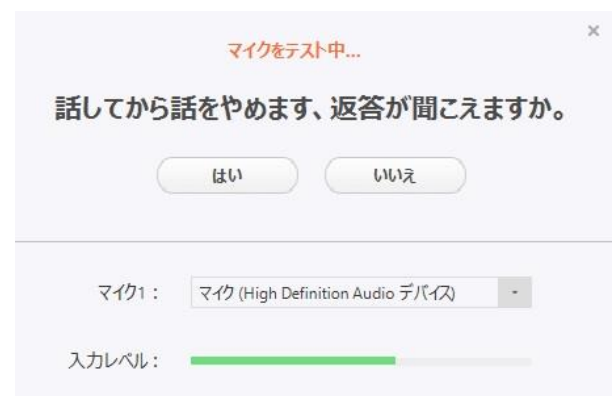 マイクをテスト中...
話してから話をやめます、返答が聞こえますか。
はい
いいえ
マイク1：
マイク (High Definition Audio デバイス)
入力レベル：